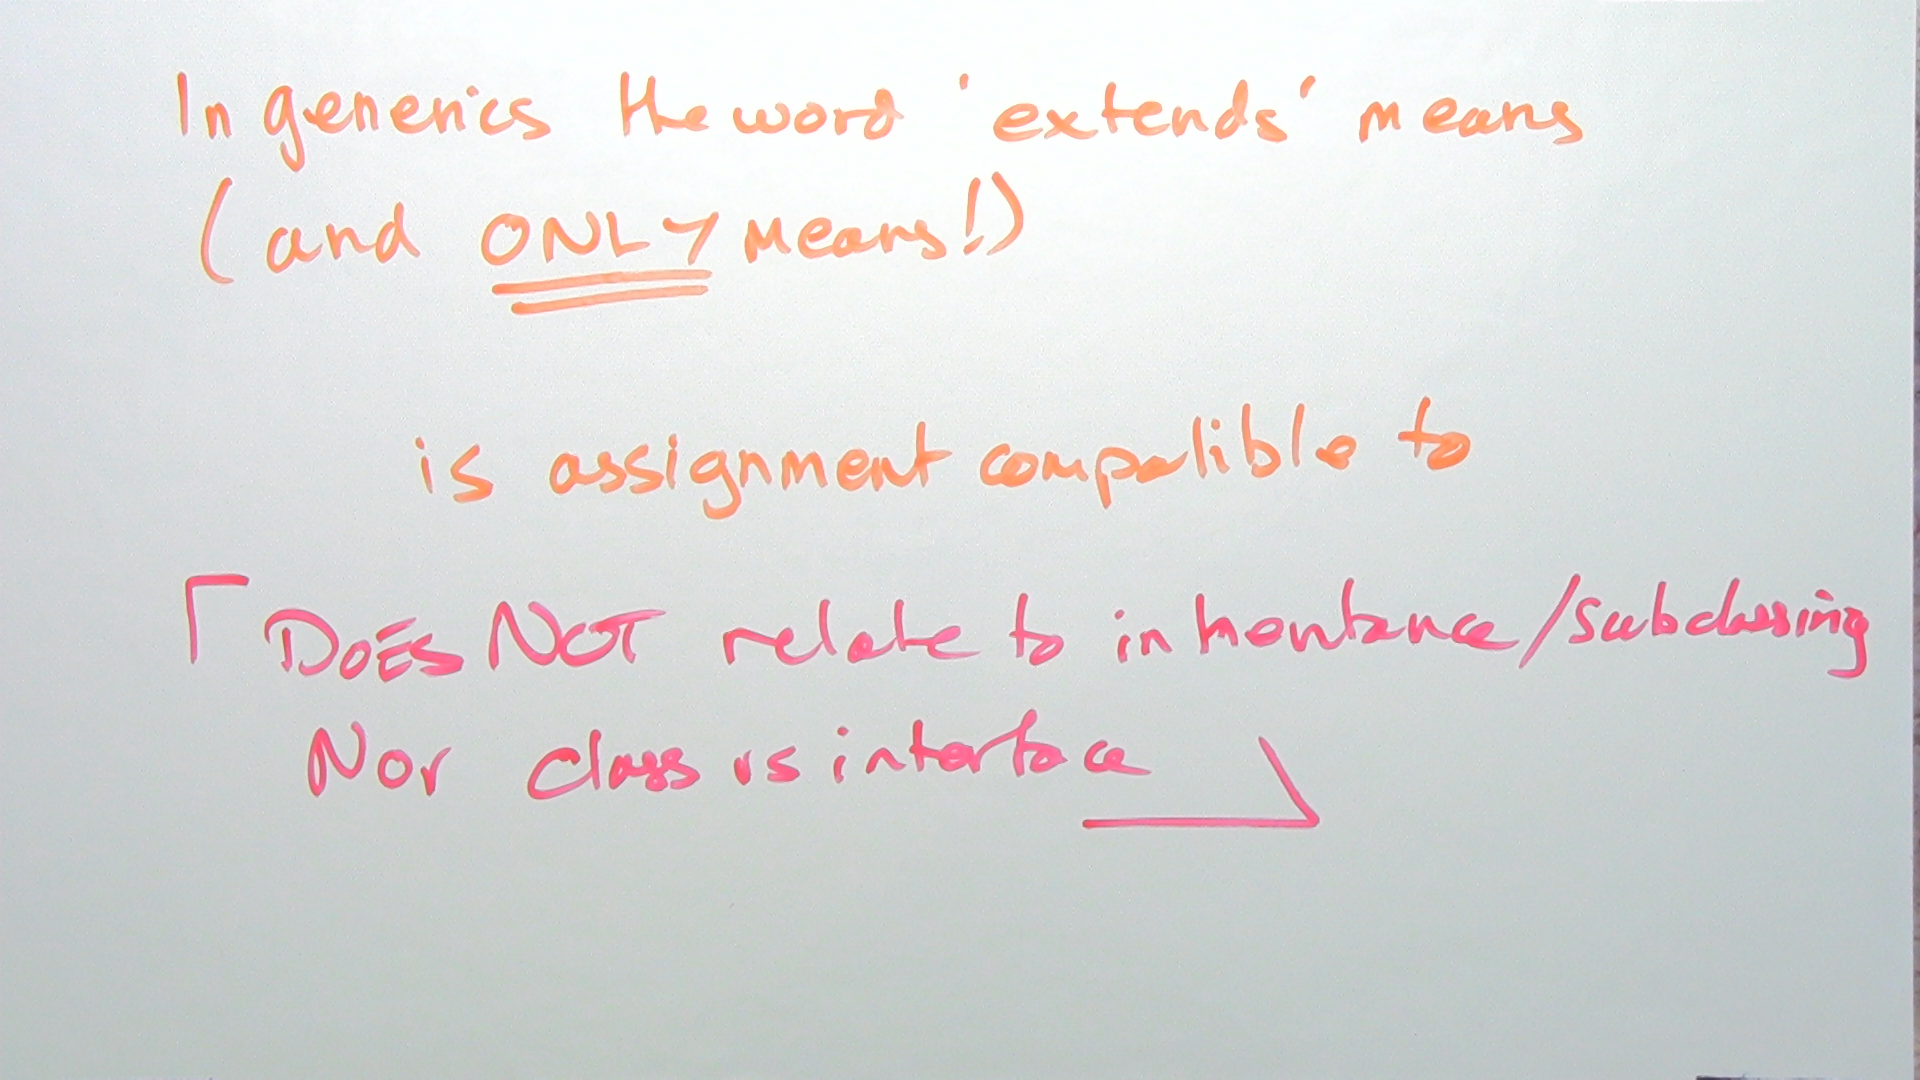 In generics the word 'extends' means
(and ONLY means!)
is assignment compatible to
DOES NOT relate to inheritance/subclassing
Nor class vs interface